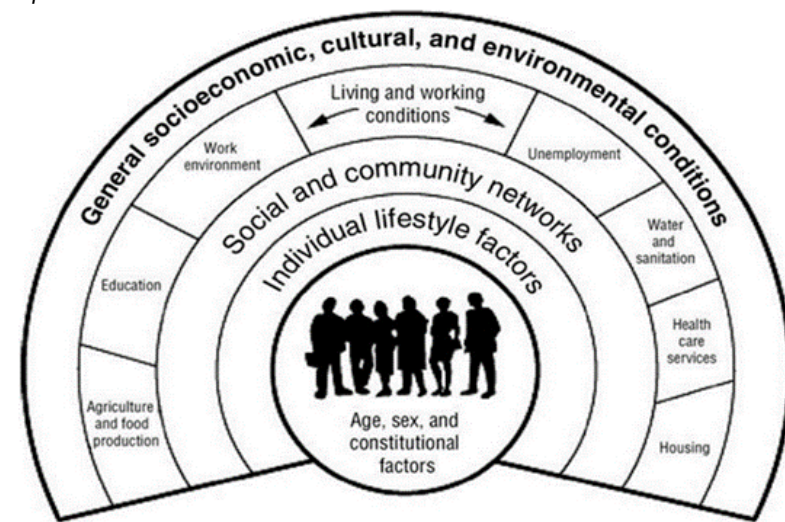 General socioeconomic, cultural, and environmental conditions
Living and working
conditions
Work
environment
Unemployment
Social and community networks
Water
and
sanitation
Individual lifestyle factors
Education
Health
care
services
Agriculture
and food
production
Housing
Age, sex, and
constitutional
factors